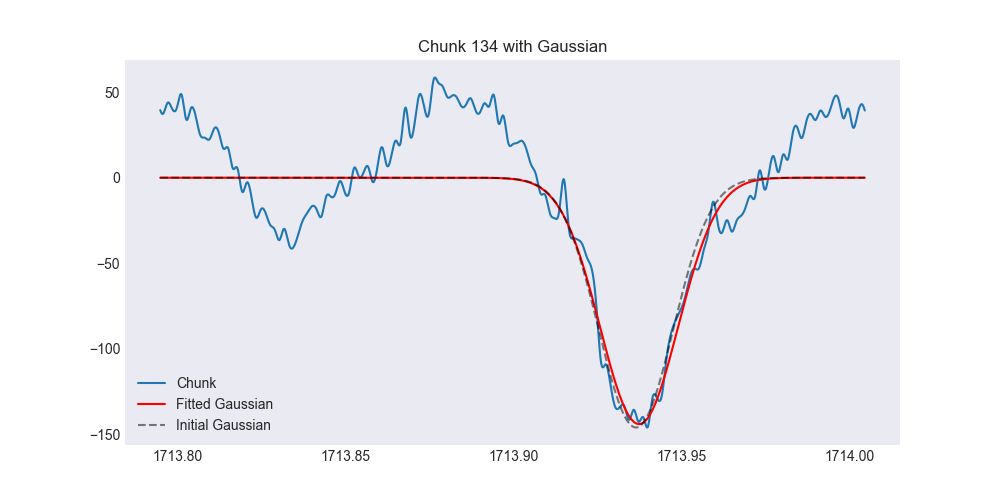 Chunk 134 with Gaussian
50
0
−50
−100
−150
Chunk
Fitted Gaussian
Initial Gaussian
1713.80 1713.85 1713.90 1713.95 1714.00